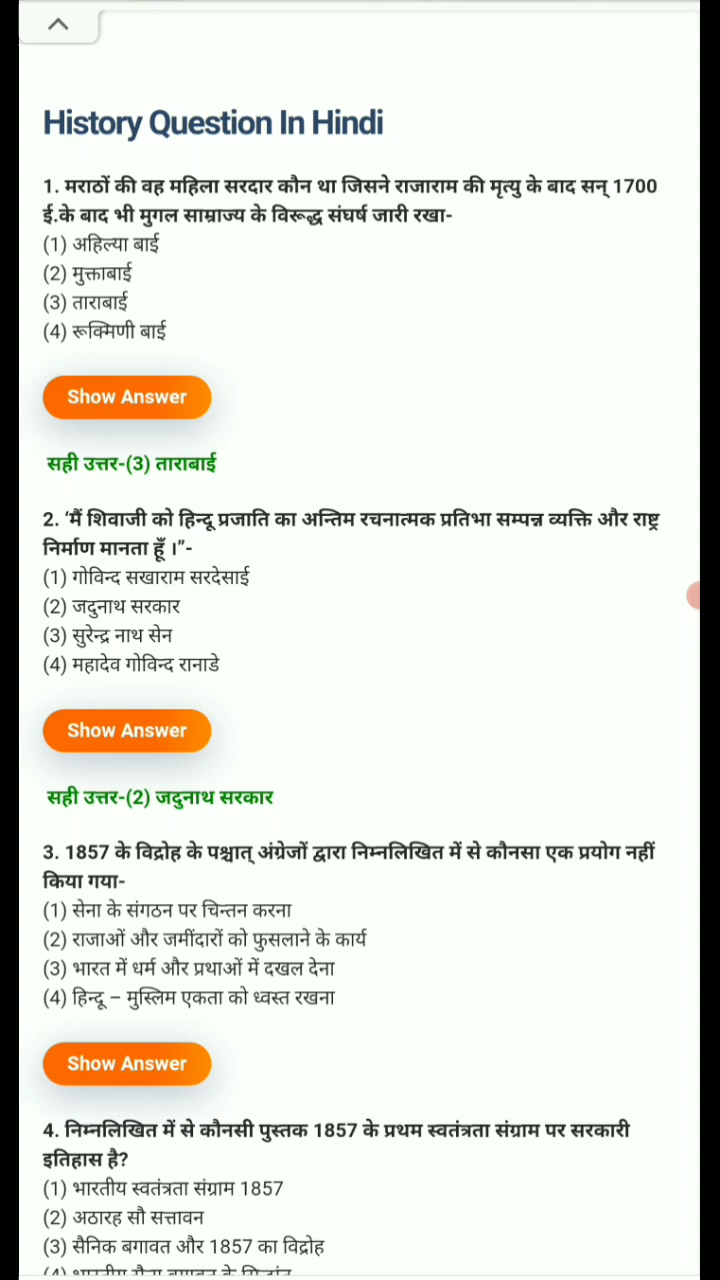 History Question In Hindi
1. मराठों की वह महिला सरदार कौन था जिसने राजाराम की मृत्यु के बाद सन् 1700
ई.के बाद भी मुगल साम्राज्य के विरूद्ध संघर्ष जारी रखा-
(1) अहिल्या बाई
(2) मुक्ताबाई
(3) ताराबाई
(4) रूक्मिणी बाई
Show Answer
सही उत्तर-(3) ताराबाई
2. ‘मैं शिवाजी को हिन्दू प्रजाति का अन्तिम रचनात्मक प्रतिभा सम्पन्न व्यक्ति और राष्ट्र
निर्माण मानता हूँ ।”-
(1) गोविन्द सखाराम सरदेसाई
(2) जदुनाथ सरकार
(3) सुरेन्द्र नाथ सेन
(4) महादेव गोविन्द रानाडे
Show Answer
सही उत्तर-(2) जदुनाथ सरकार
3. 1857 के विद्रोह के पश्चात् अंग्रेजों द्वारा निम्नलिखित में से कौनसा एक प्रयोग नहीं
किया गया-
(1) सेना के संगठन पर चिन्तन करना
(2) राजाओं और जमींदारों को फुसलाने के कार्य
(3) भारत में धर्म और प्रथाओं में दखल देना
(4) हिन्दू – मुस्लिम एकता को ध्वस्त रखना
Show Answer
4. निम्नलिखित में से कौनसी पुस्तक 1857 के प्रथम स्वतंत्रता संग्राम पर सरकारी
इतिहास है?
(1) भारतीय स्वतंत्रता संग्राम 1857
(2) अठारह सौ सत्तावन
(3) सैनिक बगावत और 1857 का विद्रोह